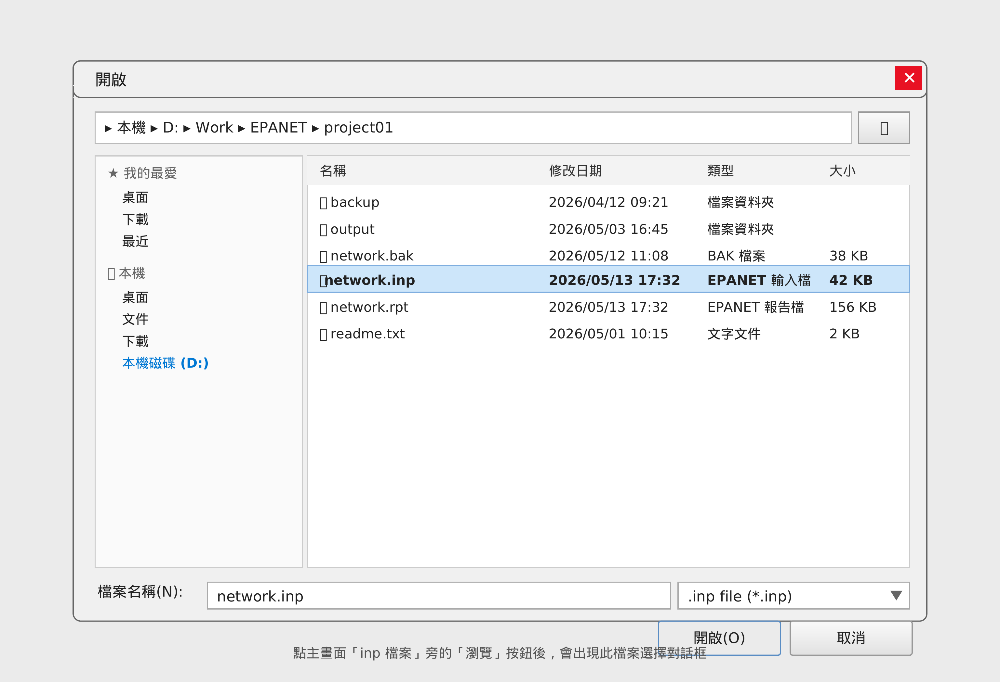 開啟
✕
▸ 本機 ▸ D: ▸ Work ▸ EPANET ▸ project01
★ 我的最愛
桌面
下載
最近
本機
桌面
文件
下載
本機磁碟 (D:)
名稱 修改日期 類型 大小
backup 2026/04/12 09:21 檔案資料夾
output 2026/05/03 16:45 檔案資料夾
network.bak 2026/05/12 11:08 BAK 檔案 38 KB
network.inp 2026/05/13 17:32 EPANET 輸入檔 42 KB
network.rpt 2026/05/13 17:32 EPANET 報告檔 156 KB
readme.txt 2026/05/01 10:15 文字文件 2 KB
檔案名稱(N): network.inp .inp file (*.inp)
開啟(O) 取消
點主畫面「inp 檔案」旁的「瀏覽」按鈕後，會出現此檔案選擇對話框